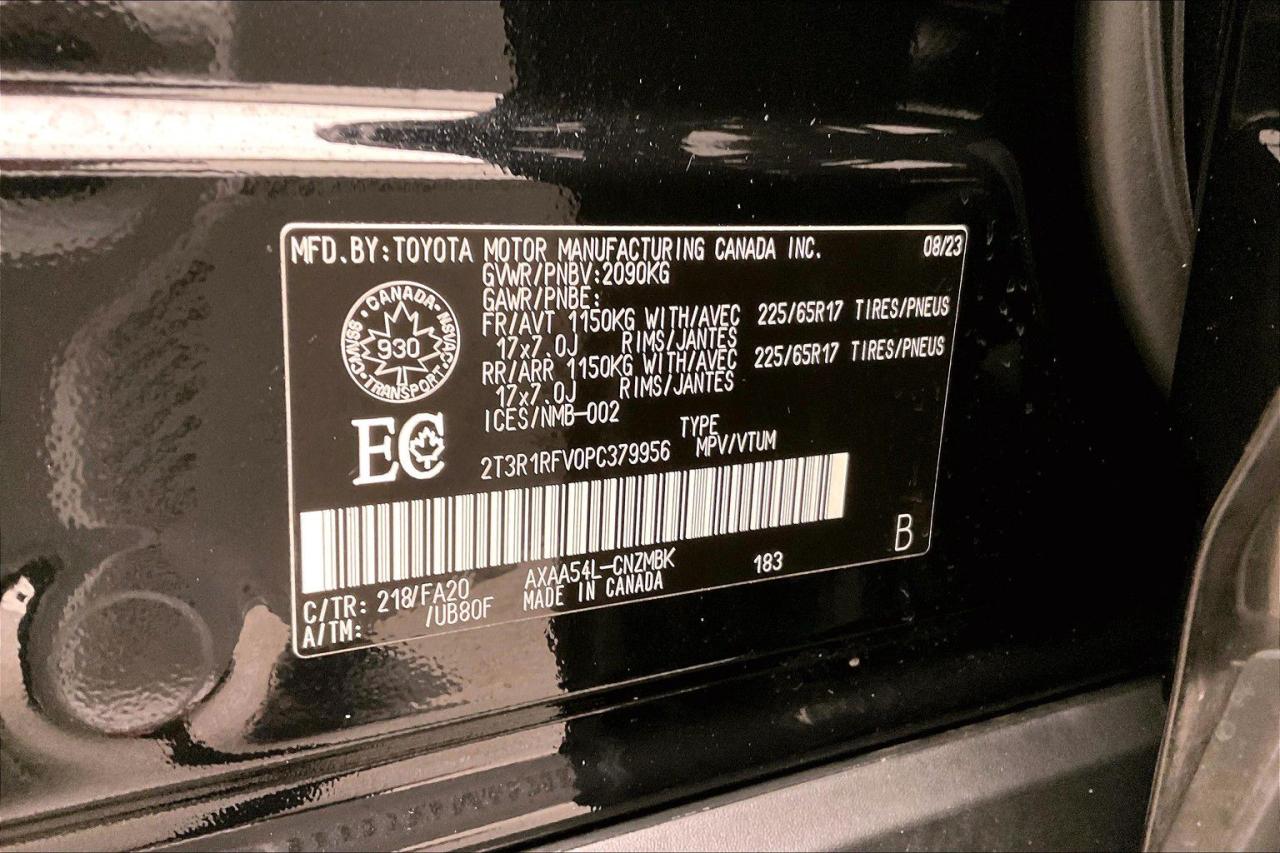 MFD.BY:TOYOTA MOTOR MANUFACTURING CANADA INC. 08/23
GVWR/PNBV:2090KG
GAWR/PNBE:
FR/AVT 1150KG WITH/AVEC 225/65R17 TIRES/PNEUS
17x7.0J RIMS/JANTES
RR/ARR 1150KG WITH/AVEC 225/65R17 TIRES/PNEUS
17x7.0J RIMS/JANTES
ICES/NMB-002
CANADA
CMVSS 930 NSVAC
TRANSPORT
EC
TYPE
2T3R1RFV0PC379956 MPV/VTUM
B
C/TR: 218/FA20 AXAA54L-CNZMBK 183
A/TM: /UB80F MADE IN CANADA